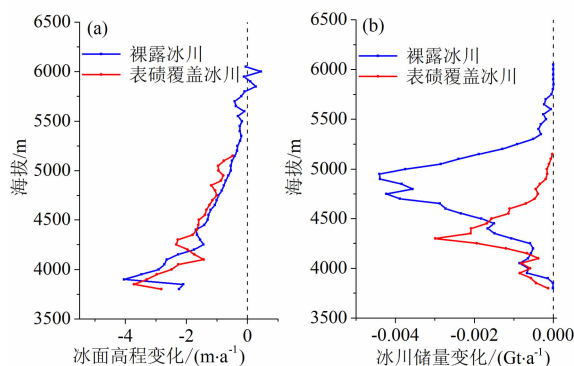 (a)
裸露冰川
表碛覆盖冰川
6500
6000
5500
5000
4500
4000
3500
海拔/m
-4
-2
0
冰面高程变化/(m·a⁻¹)
(b)
裸露冰川
表碛覆盖冰川
6500
6000
5500
5000
4500
4000
3500
海拔/m
-0.004
-0.002
0.000
冰川储量变化/(Gt·a⁻¹)